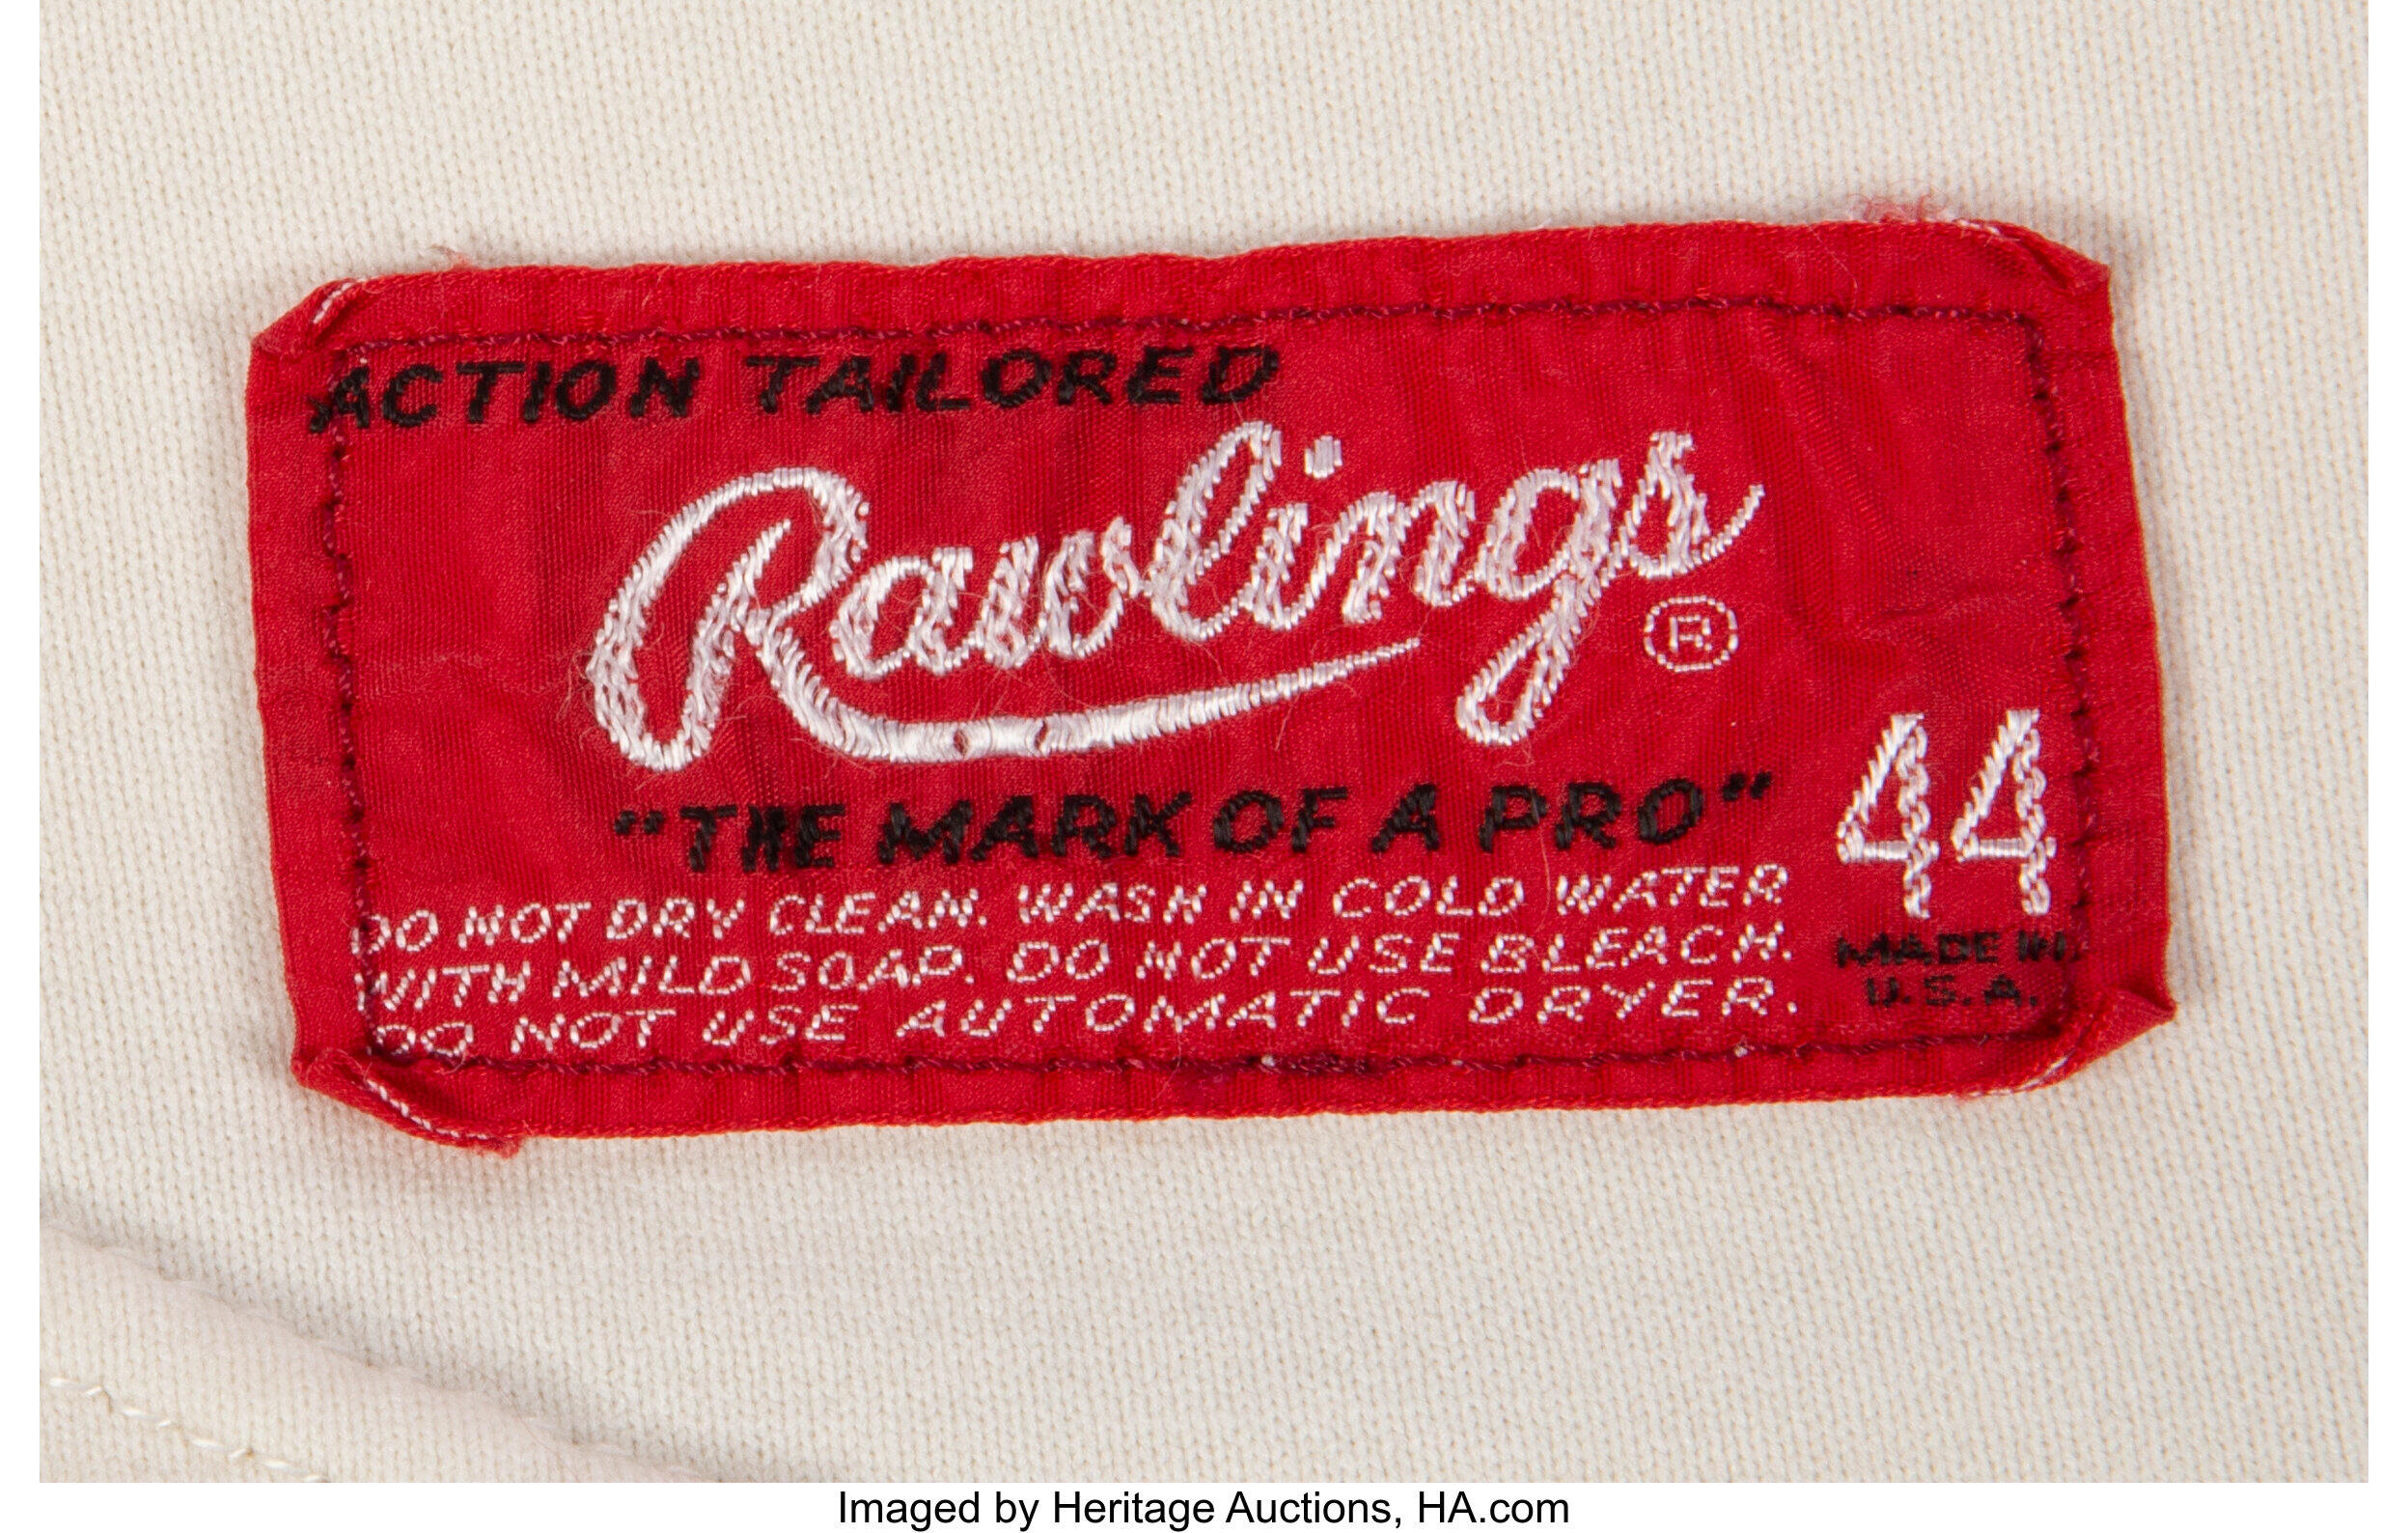 ACTION TAILORED
Rawlings ®
"THE MARK OF A PRO"
44
DO NOT DRY CLEAN. WASH IN COLD WATER
WITH MILD SOAP. DO NOT USE BLEACH.
DO NOT USE AUTOMATIC DRYER.
MADE IN
U.S.A.
Imaged by Heritage Auctions, HA.com